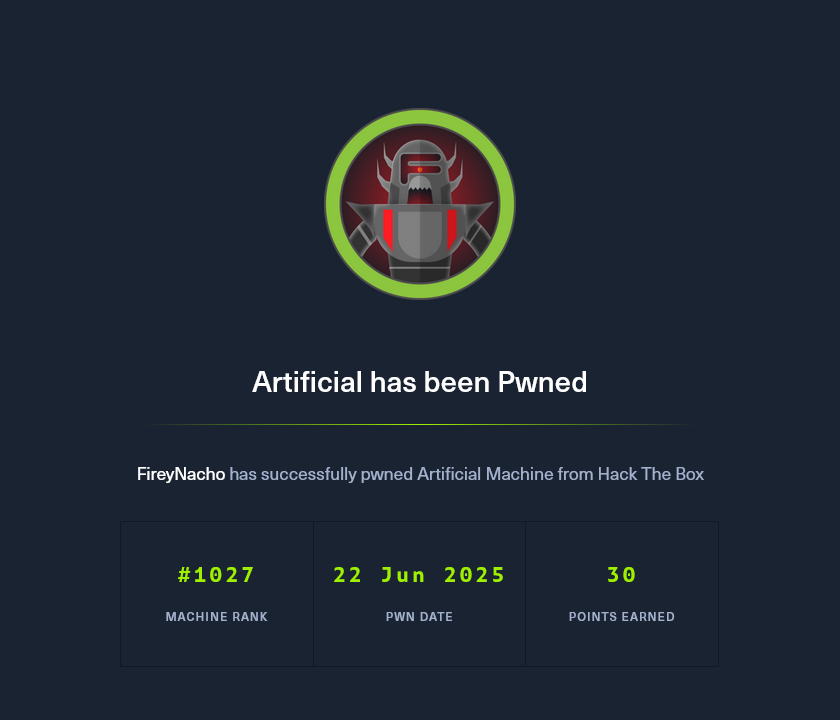 Artificial has been Pwned
FireyNacho has successfully pwned Artificial Machine from Hack The Box
#1027
MACHINE RANK
22 Jun 2025
PWN DATE
30
POINTS EARNED